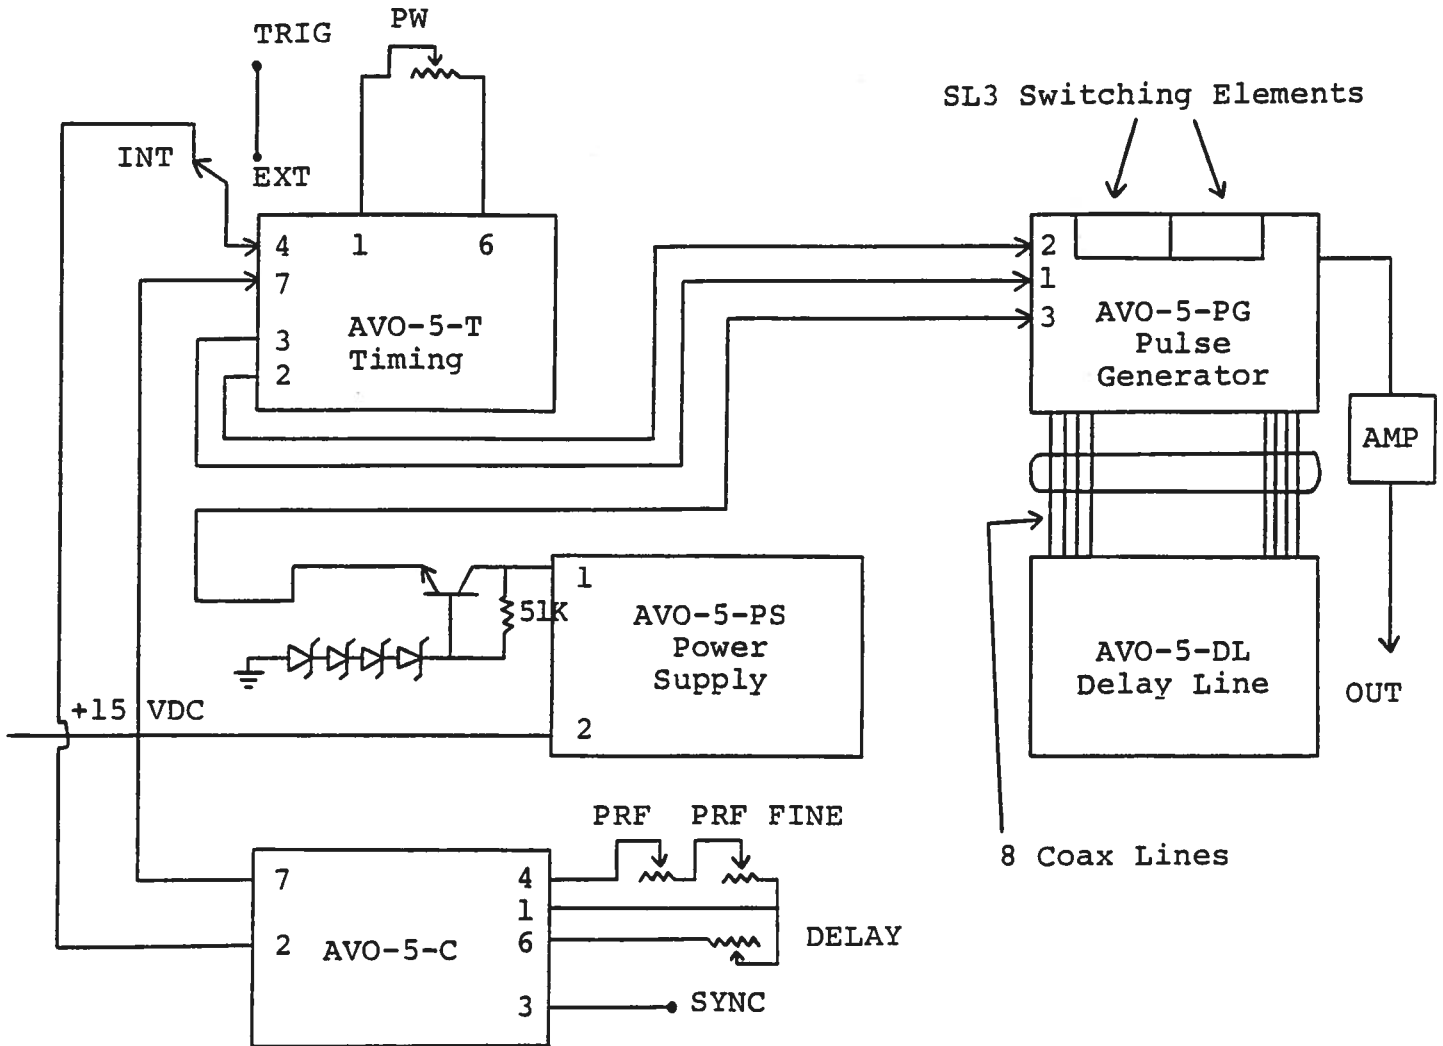 PW
TRIG
SL3 Switching Elements
INT
EXT
4 1 6
7
AVO-5-T
Timing
3
2
2
1
3
AVO-5-PG
Pulse
Generator
AMP
1
51K
AVO-5-PS
Power
Supply
2
+15 VDC
AVO-5-DL
Delay Line
OUT
8 Coax Lines
PRF PRF FINE
7
2
AVO-5-C
4
1
6
3
DELAY
SYNC